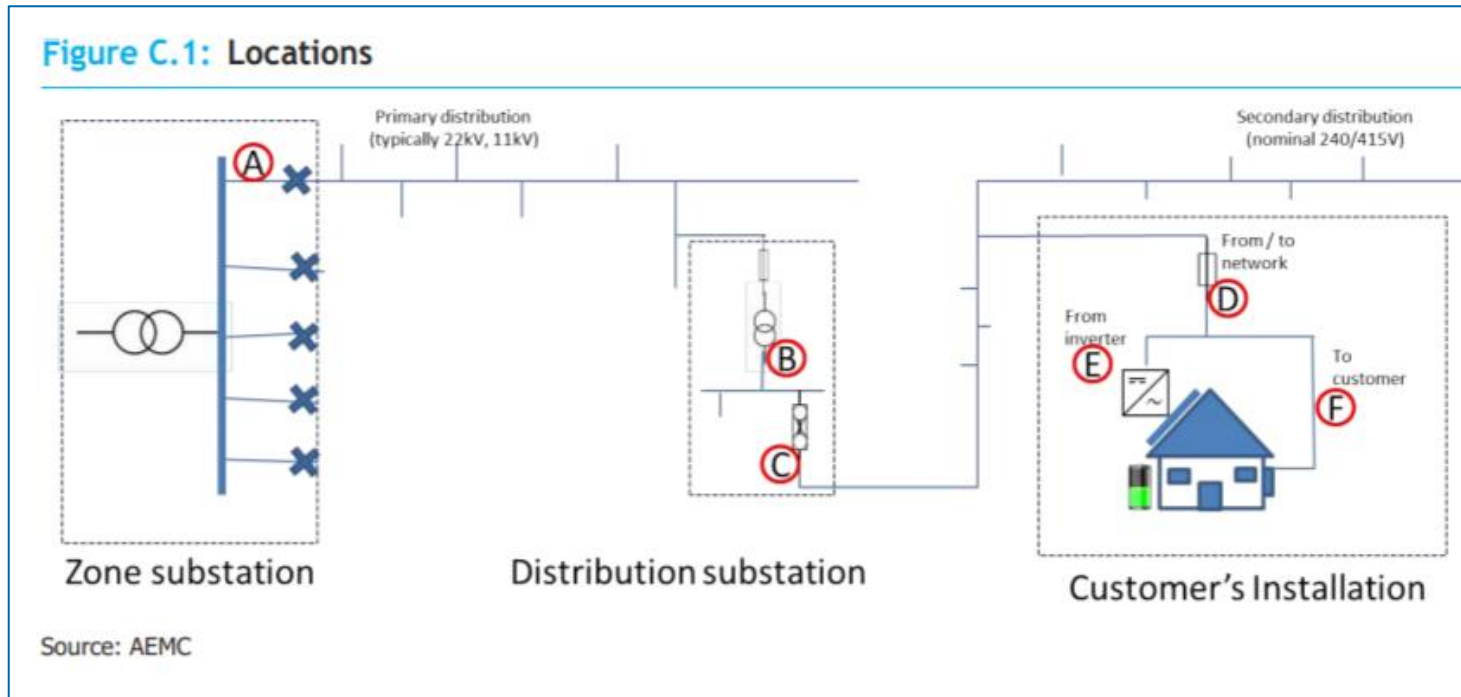 Figure C.1: Locations
Primary distribution
(typically 22kV, 11kV)
Secondary distribution
(nominal 240/415V)
A
From / to
network
D
From
inverter
E
B
To
customer
F
C
Zone substation
Distribution substation
Customer's Installation
Source: AEMC